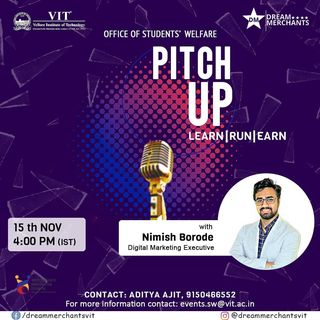 VIT
Vellore Institute of Technology
DREAM
MERCHANTS
DM
OFFICE OF STUDENTS' WELFARE
PITCH
UP
LEARN|RUN|EARN
15 th NOV
4:00 PM (IST)
with
Nimish Borode
Digital Marketing Executive
CONTACT: ADITYA AJIT, 9150466552
For more information contact: events.sw@vit.ac.in
/dreammerchantsvit
@dreammerchantsvit